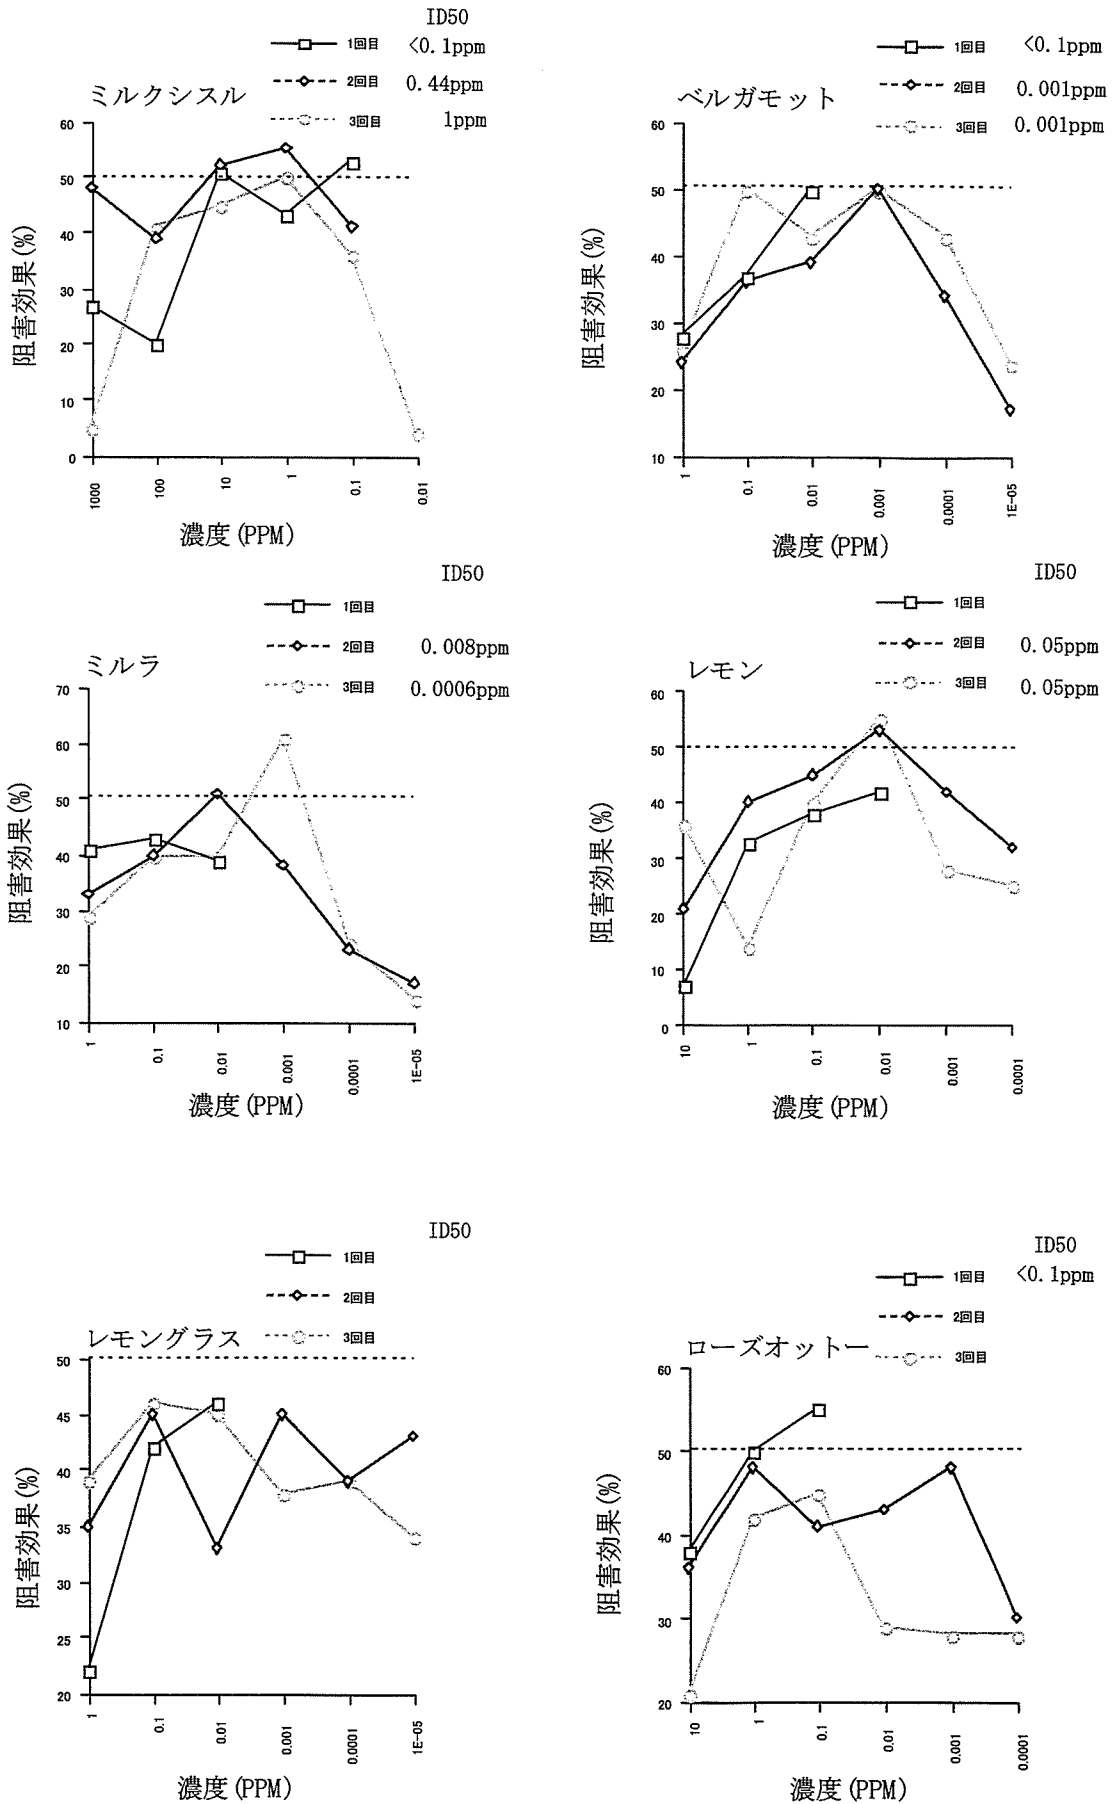 ID50
1回目 <0.1ppm
2回目 0.44ppm
3回目 1ppm
ミルクシスル
60
50
40
30
20
10
0
阻害効果(%)
1000 100 10 1 0.1 0.01
濃度(PPM)
1回目 <0.1ppm
2回目 0.001ppm
3回目 0.001ppm
ベルガモット
60
50
40
30
20
10
阻害効果(%)
1 0.1 0.01 0.001 0.0001 1E-05
濃度(PPM)
ID50
1回目
2回目 0.008ppm
3回目 0.0006ppm
ミルラ
70
60
50
40
30
20
10
阻害効果(%)
1 0.1 0.01 0.001 0.0001 1E-05
濃度(PPM)
ID50
1回目
2回目 0.05ppm
3回目 0.05ppm
レモン
60
50
40
30
20
10
0
阻害効果(%)
10 1 0.1 0.01 0.001 0.0001
濃度(PPM)
ID50
1回目
2回目
3回目
レモングラス
50
45
40
35
30
25
20
阻害効果(%)
1 0.1 0.01 0.001 0.0001 1E-05
濃度(PPM)
ID50
1回目 <0.1ppm
2回目
3回目
ローズオットー
60
50
40
30
20
阻害効果(%)
10 1 0.1 0.01 0.001 0.0001
濃度(PPM)